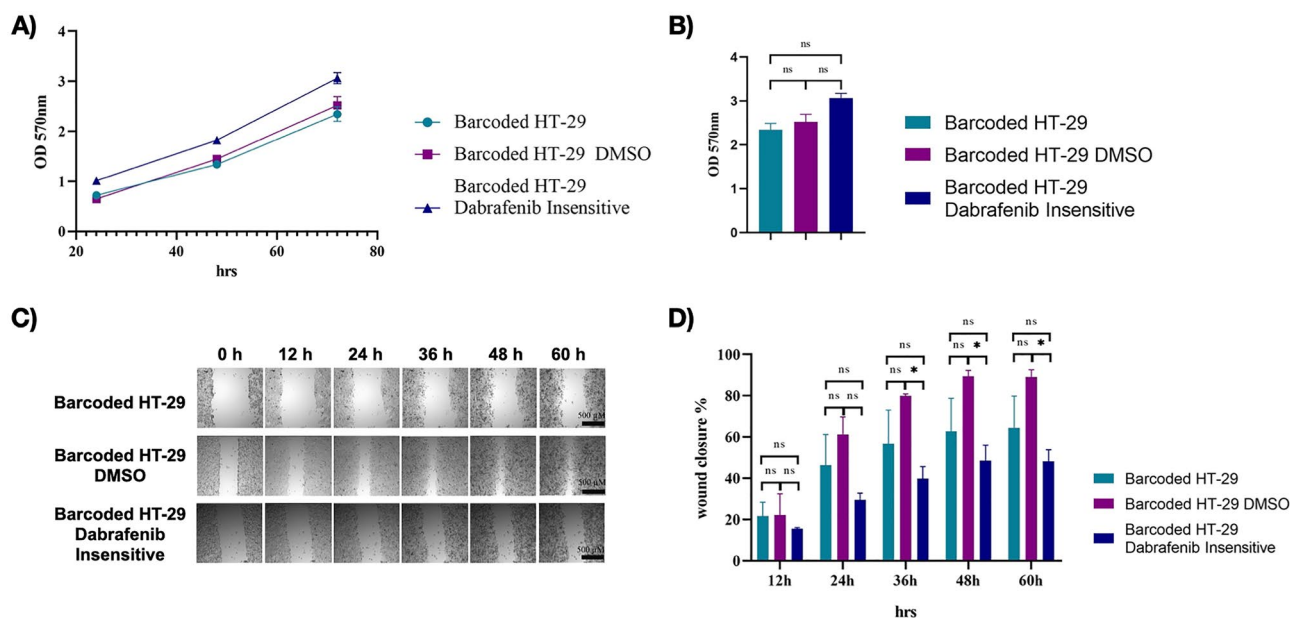 A)
4
3
2
1
0
20
40
60
80
OD 570nm
hrs
Barcoded HT-29
Barcoded HT-29 DMSO
Barcoded HT-29
Dabrafenib Insensitive
B)
4
3
2
1
0
OD 570nm
ns
ns
ns
Barcoded HT-29
Barcoded HT-29 DMSO
Barcoded HT-29
Dabrafenib Insensitive
C)
0 h 12 h 24 h 36 h 48 h 60 h
Barcoded HT-29
500 µM
Barcoded HT-29
DMSO
500 µM
Barcoded HT-29
Dabrafenib
Insensitive
500 µM
D)
100
80
60
40
20
0
wound closure %
ns
ns ns
ns
ns ns
ns
ns *
ns
ns *
ns
ns *
12h 24h 36h 48h 60h
hrs
Barcoded HT-29
Barcoded HT-29 DMSO
Barcoded HT-29
Dabrafenib Insensitive